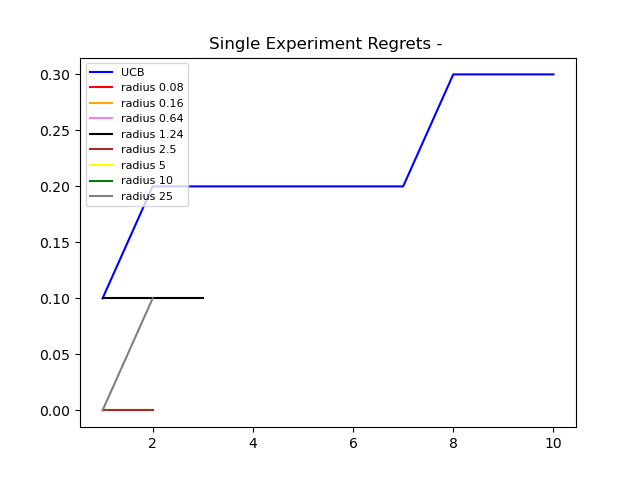 Single Experiment Regrets -
UCB
radius 0.08
radius 0.16
radius 0.64
radius 1.24
radius 2.5
radius 5
radius 10
radius 25
0.30
0.25
0.20
0.15
0.10
0.05
0.00
2 4 6 8 10